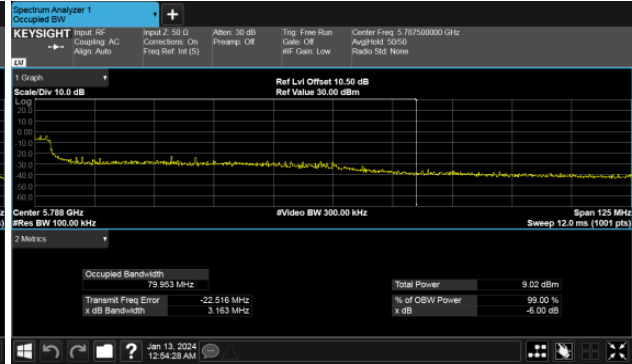 Spectrum Analyzer 1
Occupied BW
+
KEYSIGHT Input: RF Input Z: 50 Ω Atten: 30 dB Trig: Free Run Center Freq: 5.787500000 GHz
Coupling: AC Corrections: On Preamp: Off Gate: Off Avg|Hold: 50/50
Align: Auto Freq Ref: Int (S) #IF Gain: Low Radio Std: None
LXI
1 Graph
Ref Lvl Offset 10.50 dB
Scale/Div 10.0 dB Ref Value 30.00 dBm
Log
20.0
10.0
0.00
-10.0
-20.0
-30.0
-40.0
-50.0
-60.0
Center 5.788 GHz #Video BW 300.00 kHz Span 125 MHz
#Res BW 100.00 kHz Sweep 12.0 ms (1001 pts)
2 Metrics
Occupied Bandwidth
79.953 MHz Total Power 9.02 dBm
Transmit Freq Error -22.516 MHz % of OBW Power 99.00 %
x dB Bandwidth 3.163 MHz x dB -6.00 dB
? Jan 13, 2024
12:54:28 AM